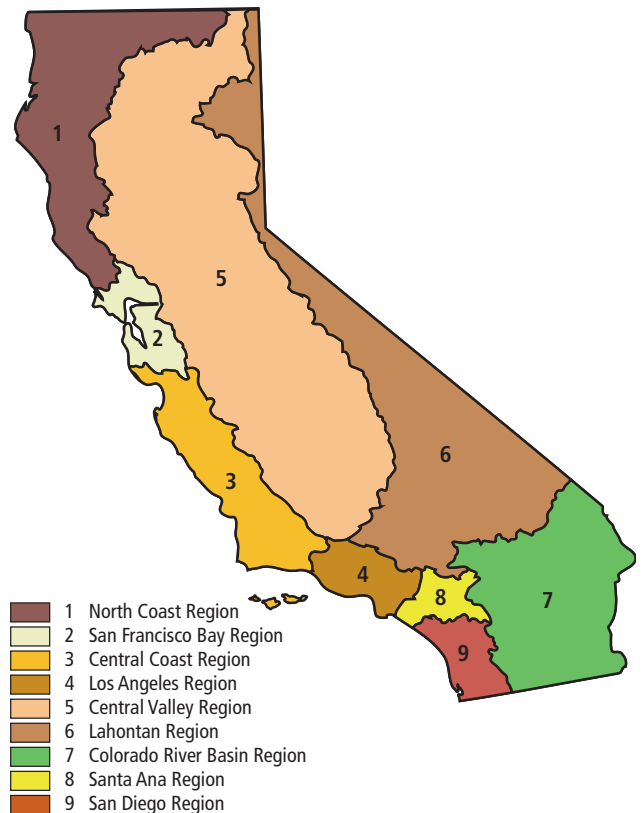 1
5
2
6
3
4
8
7
9
1 North Coast Region
2 San Francisco Bay Region
3 Central Coast Region
4 Los Angeles Region
5 Central Valley Region
6 Lahontan Region
7 Colorado River Basin Region
8 Santa Ana Region
9 San Diego Region